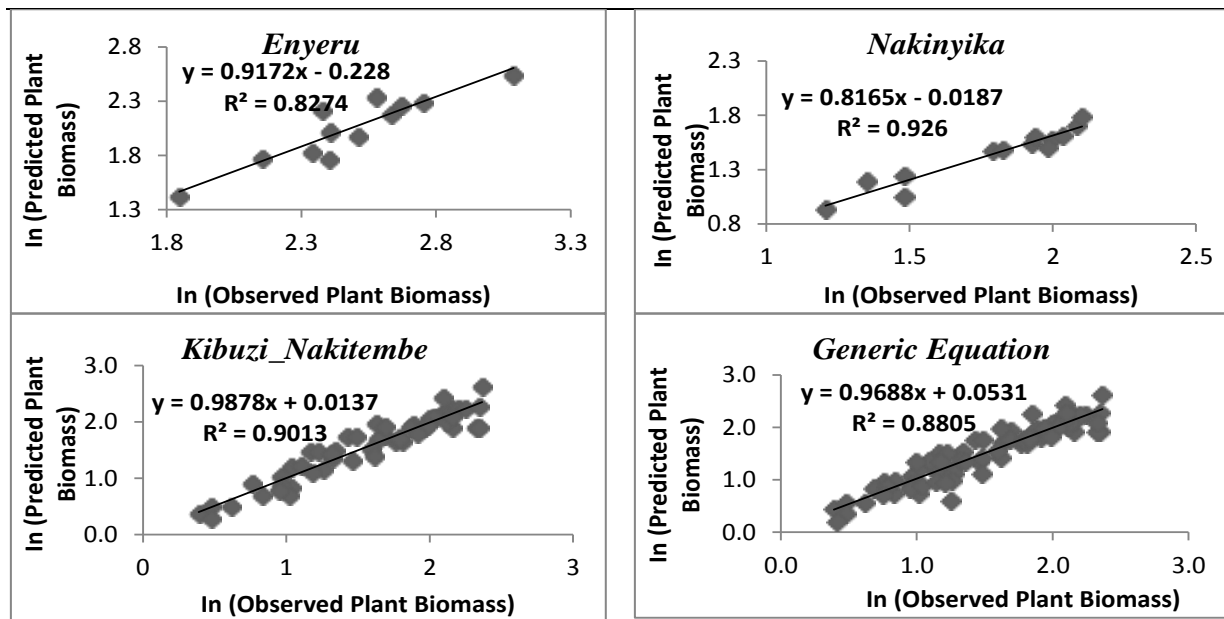 Enyeru
y = 0.9172x - 0.228
R² = 0.8274
ln (Predicted Plant
Biomass)
2.8
2.3
1.8
1.3
1.8 2.3 2.8 3.3
ln (Observed Plant Biomass)
Nakinyika
y = 0.8165x - 0.0187
R² = 0.926
ln (Predicted Plant
Biomass)
2.3
1.8
1.3
0.8
1 1.5 2 2.5
ln (Observed Plant Biomass)
Kibuzi_Nakitembe
y = 0.9878x + 0.0137
R² = 0.9013
ln (Predicted Plant
Biomass)
3.0
2.0
1.0
0.0
0 1 2 3
ln (Observed Plant Biomass)
Generic Equation
y = 0.9688x + 0.0531
R² = 0.8805
ln (Predicted Plant
Biomass)
3.0
2.0
1.0
0.0
0.0 1.0 2.0 3.0
ln (Observed Plant Biomass)